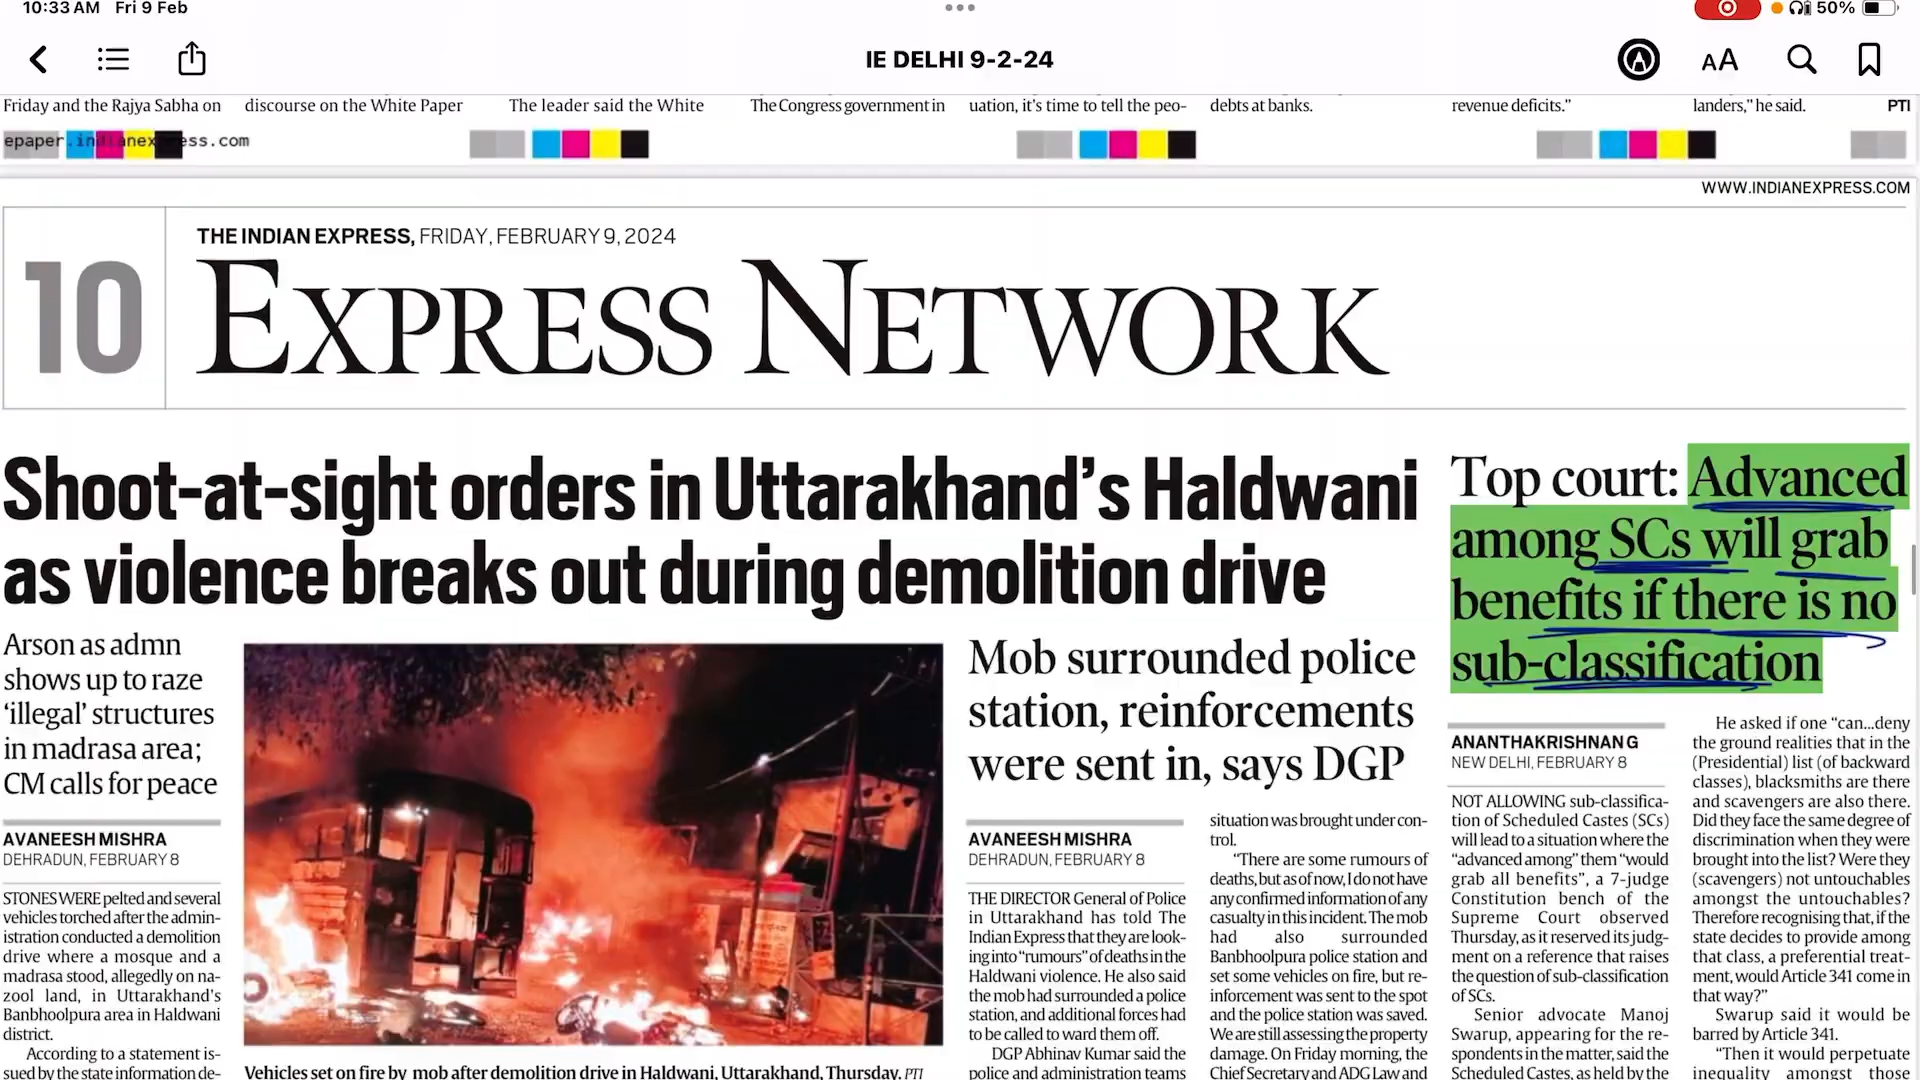 10:33 AM Fri 9 Feb
50%
IE DELHI 9-2-24
AA
Friday and the Rajya Sabha on
discourse on the White Paper
The leader said the White
The Congress government in
uation, it's time to tell the peo-
debts at banks.
revenue deficits."
landers," he said. PTI
epaper.indianexpress.com
WWW.INDIANEXPRESS.COM
10
THE INDIAN EXPRESS, FRIDAY, FEBRUARY 9, 2024
EXPRESS NETWORK
Shoot-at-sight orders in Uttarakhand's Haldwani
as violence breaks out during demolition drive
Arson as admn
shows up to raze
'illegal' structures
in madrasa area;
CM calls for peace
AVANEESH MISHRA
DEHRADUN, FEBRUARY 8
STONES WERE pelted and several
vehicles torched after the admin-
istration conducted a demolition
drive where a mosque and a
madrasa stood, allegedly on na-
zool land, in Uttarakhand's
Banbhoolpura area in Haldwani
district.
According to a statement is-
sued by the state information de-
Vehicles set on fire by mob after demolition drive in Haldwani, Uttarakhand, Thursday. PTI
Mob surrounded police
station, reinforcements
were sent in, says DGP
AVANEESH MISHRA
DEHRADUN, FEBRUARY 8
THE DIRECTOR General of Police
in Uttarakhand has told The
Indian Express that they are look-
ing into "rumours" of deaths in the
Haldwani violence. He also said
the mob had surrounded a police
station, and additional forces had
to be called to ward them off.
DGP Abhinav Kumar said the
police and administration teams
situation was brought under con-
trol.
"There are some rumours of
deaths, but as of now, I do not have
any confirmed information of any
casualty in this incident. The mob
had also surrounded
Banbhoolpura police station and
set some vehicles on fire, but re-
inforcement was sent to the spot
and the police station was saved.
We are still assessing the property
damage. On Friday morning, the
Chief Secretary and ADG Law and
Top court: Advanced
among SCs will grab
benefits if there is no
sub-classification
ANANTHAKRISHNAN G
NEW DELHI, FEBRUARY 8
NOT ALLOWING sub-classifica-
tion of Scheduled Castes (SCs)
will lead to a situation where the
"advanced among" them "would
grab all benefits", a 7-judge
Constitution bench of the
Supreme Court observed
Thursday, as it reserved its judg-
ment on a reference that raises
the question of sub-classification
of SCs.
Senior advocate Manoj
Swarup, appearing for the re-
spondents in the matter, said the
Scheduled Castes, as held by the
He asked if one "can...deny
the ground realities that in the
(Presidential) list (of backward
classes), blacksmiths are there
and scavengers are also there.
Did they face the same degree of
discrimination when they were
brought into the list? Were they
(scavengers) not untouchables
amongst the untouchables?
Therefore recognising that, if the
state decides to provide among
that class, a preferential treat-
ment, would Article 341 come in
that way?"
Swarup said it would be
barred by Article 341.
"Then it would perpetuate
inequality amongst those